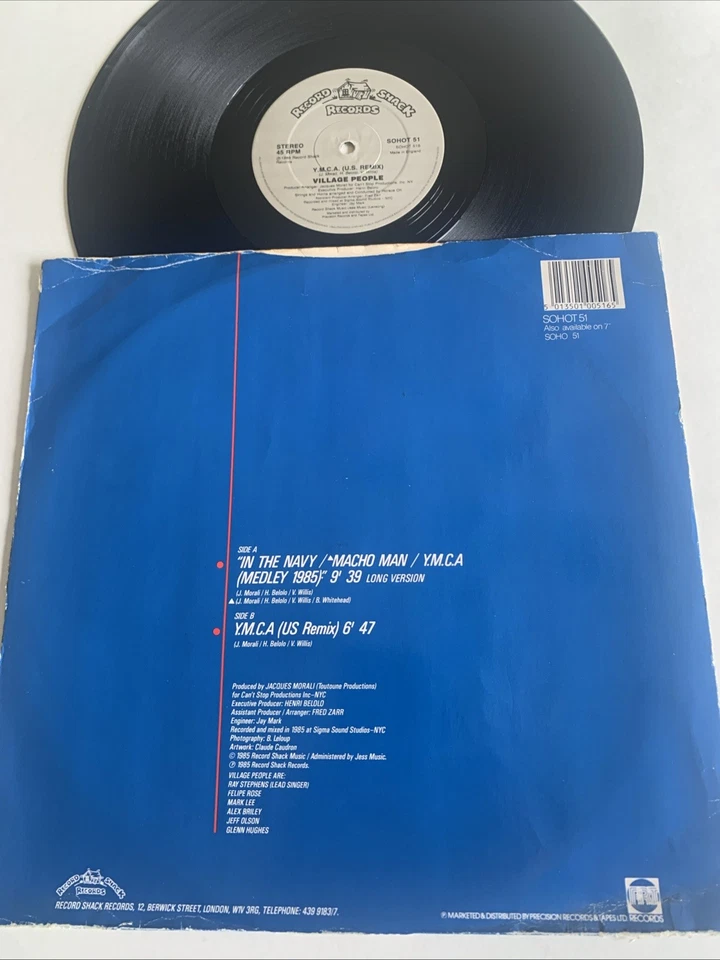 RECORD SHACK
RECORDS
STEREO
45 RPM
SOHOT 51
Made in England
Y.M.C.A. (U.S. REMIX)
VILLAGE PEOPLE
5 013501 005165
SOHOT 51
Also available on 7"
SOHO 51
SIDE A
"IN THE NAVY / ▲MACHO MAN / Y.M.C.A
(MEDLEY 1985)" 9' 39 LONG VERSION
(J. Morali / H. Belolo / V. Willis)
▲ (J. Morali / H. Belolo / V. Willis / B. Whitehead)
SIDE B
Y.M.C.A (US Remix) 6' 47
(J. Morali / H. Belolo / V. Willis)
Produced by JACQUES MORALI (Toutoune Productions)
for Can't Stop Productions Inc–NYC
Executive Producer: HENRI BELOLO
Assistant Producer / Arranger: FRED ZARR
Engineer: Jay Mark
Recorded and mixed in 1985 at Sigma Sound Studios–NYC
Photography: B. Leloup
Artwork: Claude Caudron
© 1985 Record Shack Music / Administered by Jess Music.
℗ 1985 Record Shack Records.
VILLAGE PEOPLE ARE:
RAY STEPHENS (LEAD SINGER)
FELIPE ROSE
MARK LEE
ALEX BRILEY
JEFF OLSON
GLENN HUGHES
RECORD SHACK
RECORDS
RECORD SHACK RECORDS, 12, BERWICK STREET, LONDON, W1V 3RG, TELEPHONE: 439 9183/7.
℗ MARKETED & DISTRIBUTED BY PRECISION RECORDS & TAPES LTD. RECORDS